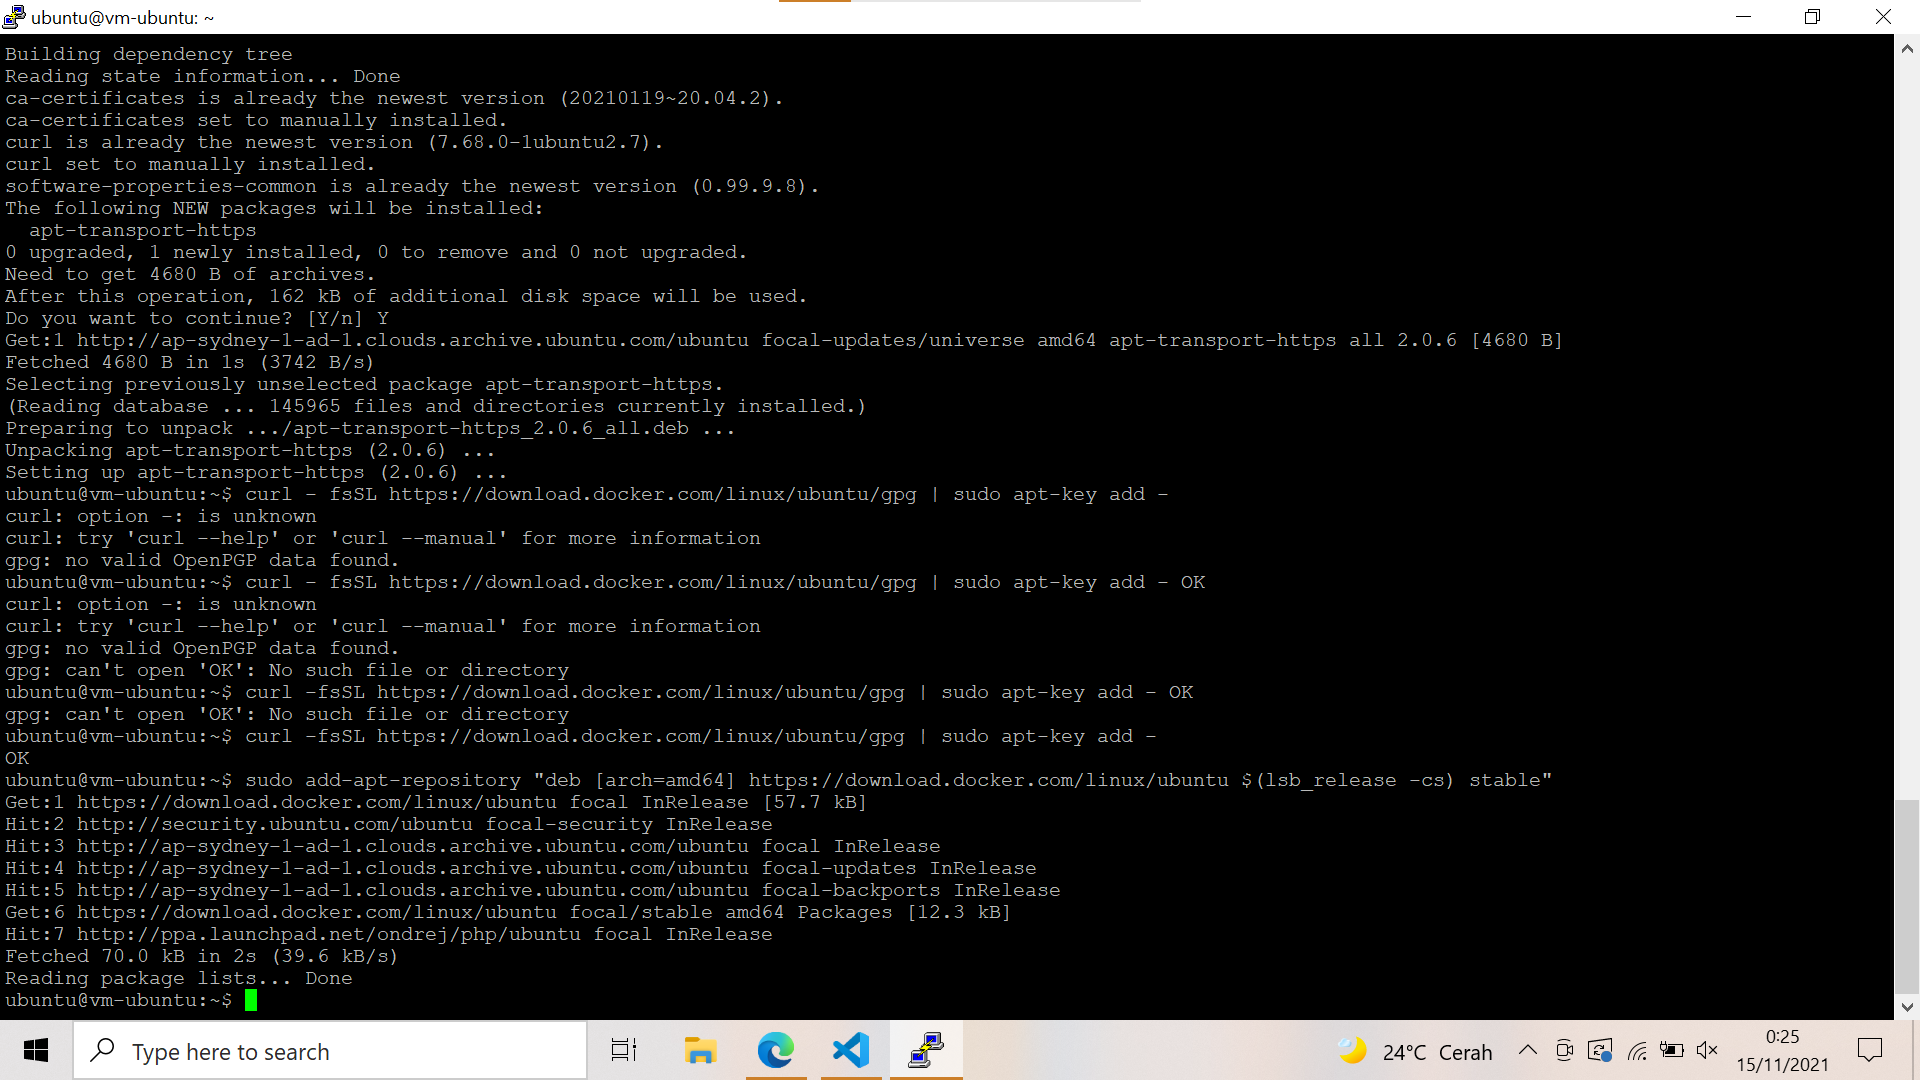 ubuntu@vm-ubuntu: ~
Building dependency tree
Reading state information... Done
ca-certificates is already the newest version (20210119~20.04.2).
ca-certificates set to manually installed.
curl is already the newest version (7.68.0-1ubuntu2.7).
curl set to manually installed.
software-properties-common is already the newest version (0.99.9.8).
The following NEW packages will be installed:
  apt-transport-https
0 upgraded, 1 newly installed, 0 to remove and 0 not upgraded.
Need to get 4680 B of archives.
After this operation, 162 kB of additional disk space will be used.
Do you want to continue? [Y/n] Y
Get:1 http://ap-sydney-1-ad-1.clouds.archive.ubuntu.com/ubuntu focal-updates/universe amd64 apt-transport-https all 2.0.6 [4680 B]
Fetched 4680 B in 1s (3742 B/s)
Selecting previously unselected package apt-transport-https.
(Reading database ... 145965 files and directories currently installed.)
Preparing to unpack .../apt-transport-https_2.0.6_all.deb ...
Unpacking apt-transport-https (2.0.6) ...
Setting up apt-transport-https (2.0.6) ...
ubuntu@vm-ubuntu:~$ curl - fsSL https://download.docker.com/linux/ubuntu/gpg | sudo apt-key add -
curl: option -: is unknown
curl: try 'curl --help' or 'curl --manual' for more information
gpg: no valid OpenPGP data found.
ubuntu@vm-ubuntu:~$ curl - fsSL https://download.docker.com/linux/ubuntu/gpg | sudo apt-key add - OK
curl: option -: is unknown
curl: try 'curl --help' or 'curl --manual' for more information
gpg: no valid OpenPGP data found.
gpg: can't open 'OK': No such file or directory
ubuntu@vm-ubuntu:~$ curl -fsSL https://download.docker.com/linux/ubuntu/gpg | sudo apt-key add - OK
gpg: can't open 'OK': No such file or directory
ubuntu@vm-ubuntu:~$ curl -fsSL https://download.docker.com/linux/ubuntu/gpg | sudo apt-key add -
OK
ubuntu@vm-ubuntu:~$ sudo add-apt-repository "deb [arch=amd64] https://download.docker.com/linux/ubuntu $(lsb_release -cs) stable"
Get:1 https://download.docker.com/linux/ubuntu focal InRelease [57.7 kB]
Hit:2 http://security.ubuntu.com/ubuntu focal-security InRelease
Hit:3 http://ap-sydney-1-ad-1.clouds.archive.ubuntu.com/ubuntu focal InRelease
Hit:4 http://ap-sydney-1-ad-1.clouds.archive.ubuntu.com/ubuntu focal-updates InRelease
Hit:5 http://ap-sydney-1-ad-1.clouds.archive.ubuntu.com/ubuntu focal-backports InRelease
Get:6 https://download.docker.com/linux/ubuntu focal/stable amd64 Packages [12.3 kB]
Hit:7 http://ppa.launchpad.net/ondrej/php/ubuntu focal InRelease
Fetched 70.0 kB in 2s (39.6 kB/s)
Reading package lists... Done
ubuntu@vm-ubuntu:~$
Type here to search
24°C Cerah
0:25
15/11/2021